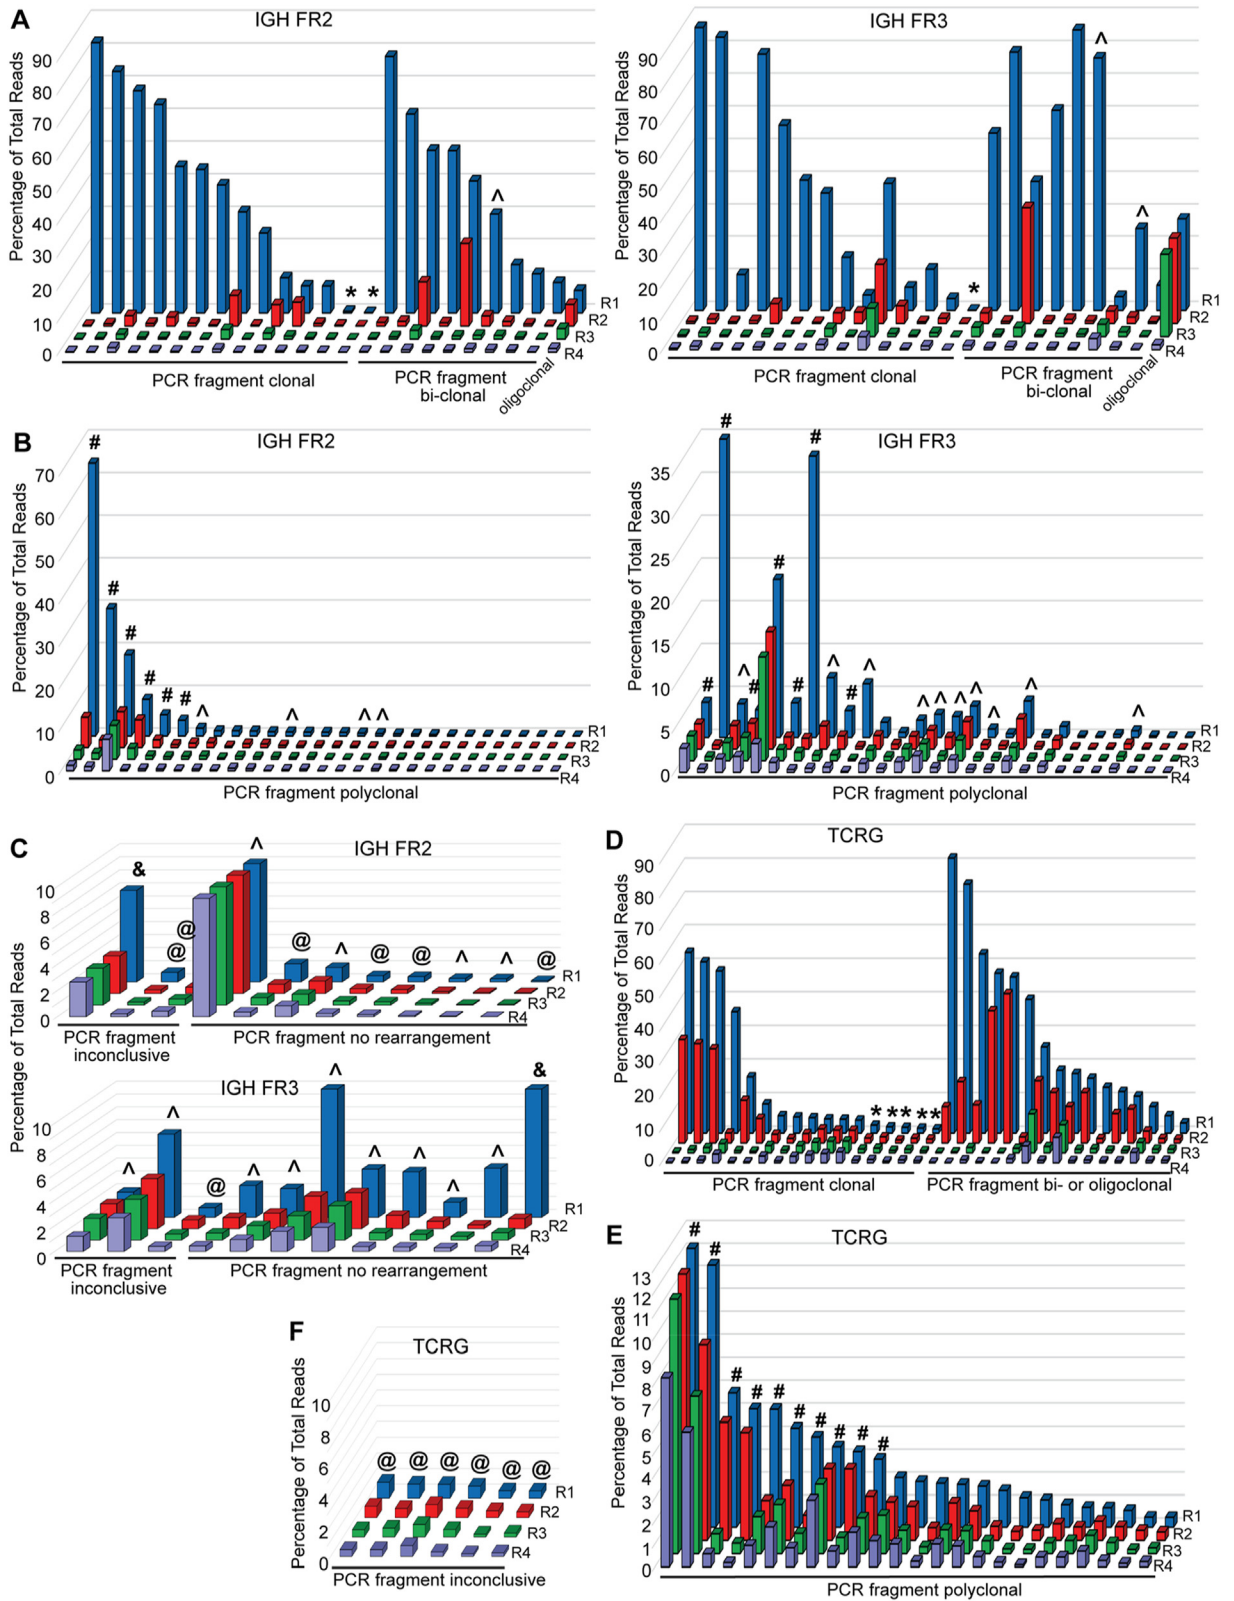 A
IGH FR2
Percentage of Total Reads
90
80
70
60
50
40
30
20
10
0
^
* *
R1
R2
R3
R4
PCR fragment clonal
PCR fragment
bi-clonal
oligoclonal
IGH FR3
Percentage of Total Reads
90
80
70
60
50
40
30
20
10
0
^
^
*
R1
R2
R3
R4
PCR fragment clonal
PCR fragment
bi-clonal
oligoclonal
B
IGH FR2
Percentage of Total Reads
70
60
50
40
30
20
10
0
#
#
#
#
# #
^ ^ ^ ^
R1
R2
R3
R4
PCR fragment polyclonal
IGH FR3
Percentage of Total Reads
35
30
25
20
15
10
5
0
# #
#
# ^ # # ^ # ^
^ ^ ^ ^ ^ ^ ^
R1
R2
R3
R4
PCR fragment polyclonal
C
IGH FR2
Percentage of Total Reads
10
8
6
4
2
0
& ^
@
@ @ ^ @ @ ^ ^ @
R1
R2
R3
R4
PCR fragment
inconclusive
PCR fragment no rearrangement
IGH FR3
10
8
6
4
2
0
^ &
^
^ @ ^ ^ ^ ^ ^ ^
R1
R2
R3
R4
PCR fragment
inconclusive
PCR fragment no rearrangement
D
TCRG
Percentage of Total Reads
90
80
70
60
50
40
30
20
10
0
* ** **
R1
R2
R3
R4
PCR fragment clonal
PCR fragment bi- or oligoclonal
E
TCRG
Percentage of Total Reads
13
12
11
10
9
8
7
6
5
4
3
2
1
0
# #
# # # # # # # #
R1
R2
R3
R4
PCR fragment polyclonal
F
TCRG
Percentage of Total Reads
10
8
6
4
2
0
@ @ @ @ @ @
R1
R2
R3
R4
PCR fragment inconclusive